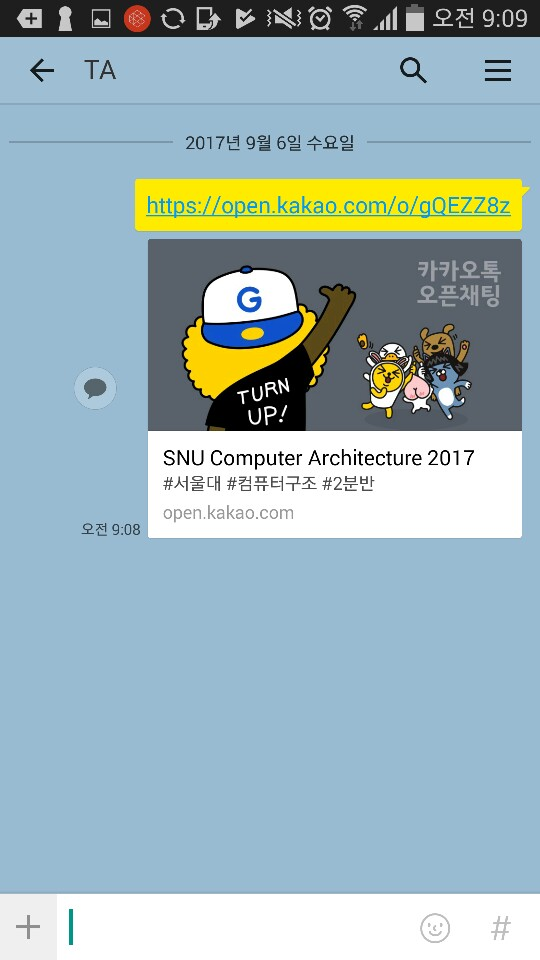 오전 9:09
TA
2017년 9월 6일 수요일
https://open.kakao.com/o/gQEZZ8z
카카오톡
오픈채팅
G
TURN
UP!
SNU Computer Architecture 2017
#서울대 #컴퓨터구조 #2분반
open.kakao.com
오전 9:08
#